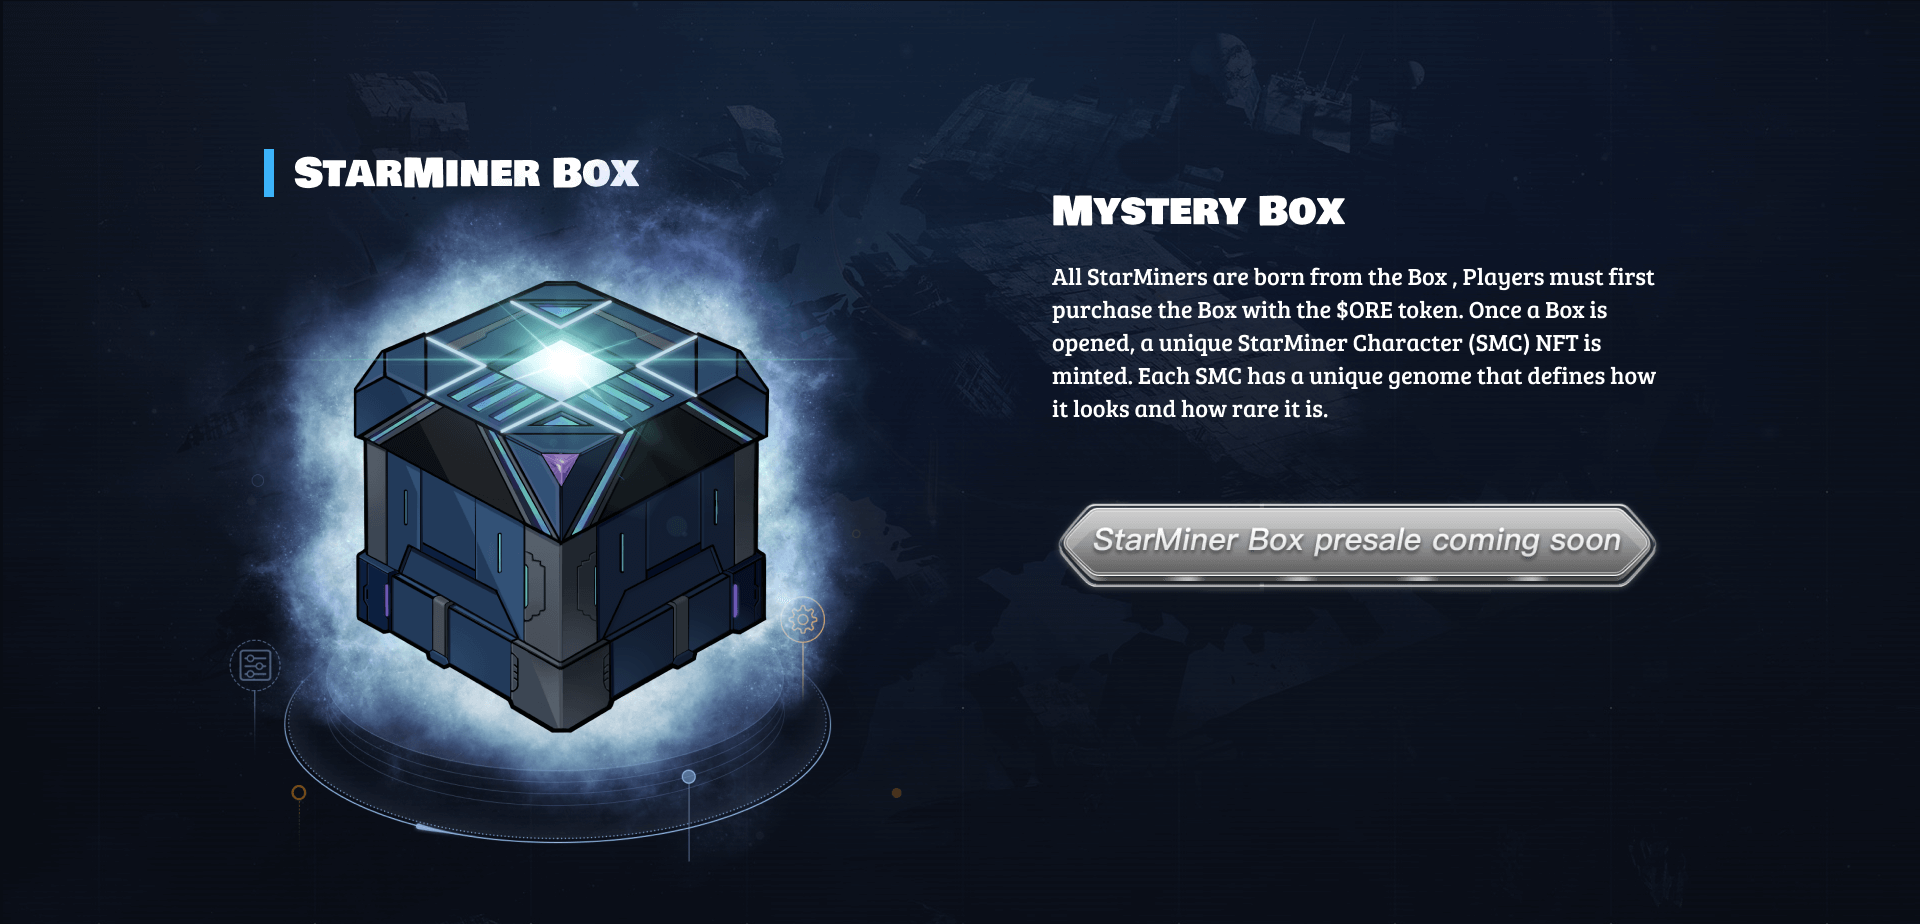 StarMiner Box
Mystery Box
All StarMiners are born from the Box , Players must first
purchase the Box with the $ORE token. Once a Box is
opened, a unique StarMiner Character (SMC) NFT is
minted. Each SMC has a unique genome that defines how
it looks and how rare it is.
StarMiner Box presale coming soon